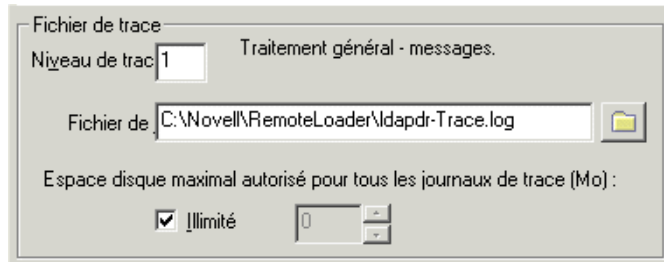 Fichier de trace
Niveau de trac 1 Traitement général - messages.
Fichier de C:\Novell\RemoteLoader\ldapdr-Trace.log
Espace disque maximal autorisé pour tous les journaux de trace (Mo) :
Illimité 0